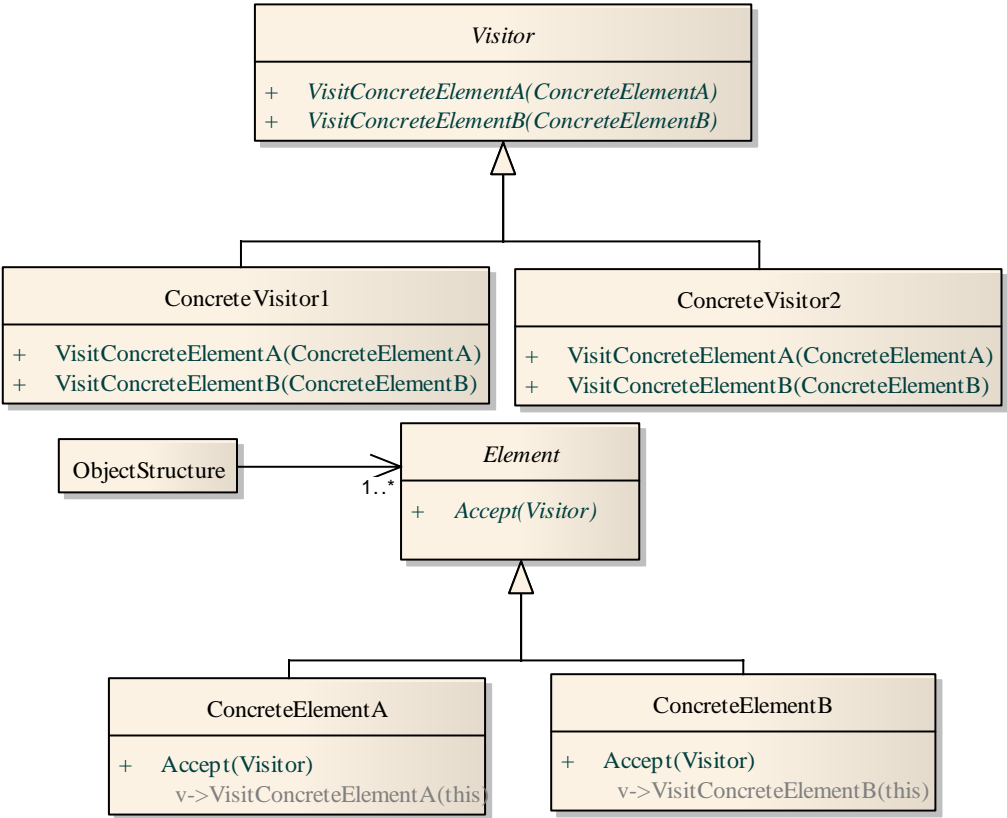 Visitor
+ VisitConcreteElementA(ConcreteElementA)
+ VisitConcreteElementB(ConcreteElementB)
ConcreteVisitor1
+ VisitConcreteElementA(ConcreteElementA)
+ VisitConcreteElementB(ConcreteElementB)
ConcreteVisitor2
+ VisitConcreteElementA(ConcreteElementA)
+ VisitConcreteElementB(ConcreteElementB)
ObjectStructure
1..*
Element
+ Accept(Visitor)
ConcreteElementA
+ Accept(Visitor)
v->VisitConcreteElementA(this)
ConcreteElementB
+ Accept(Visitor)
v->VisitConcreteElementB(this)